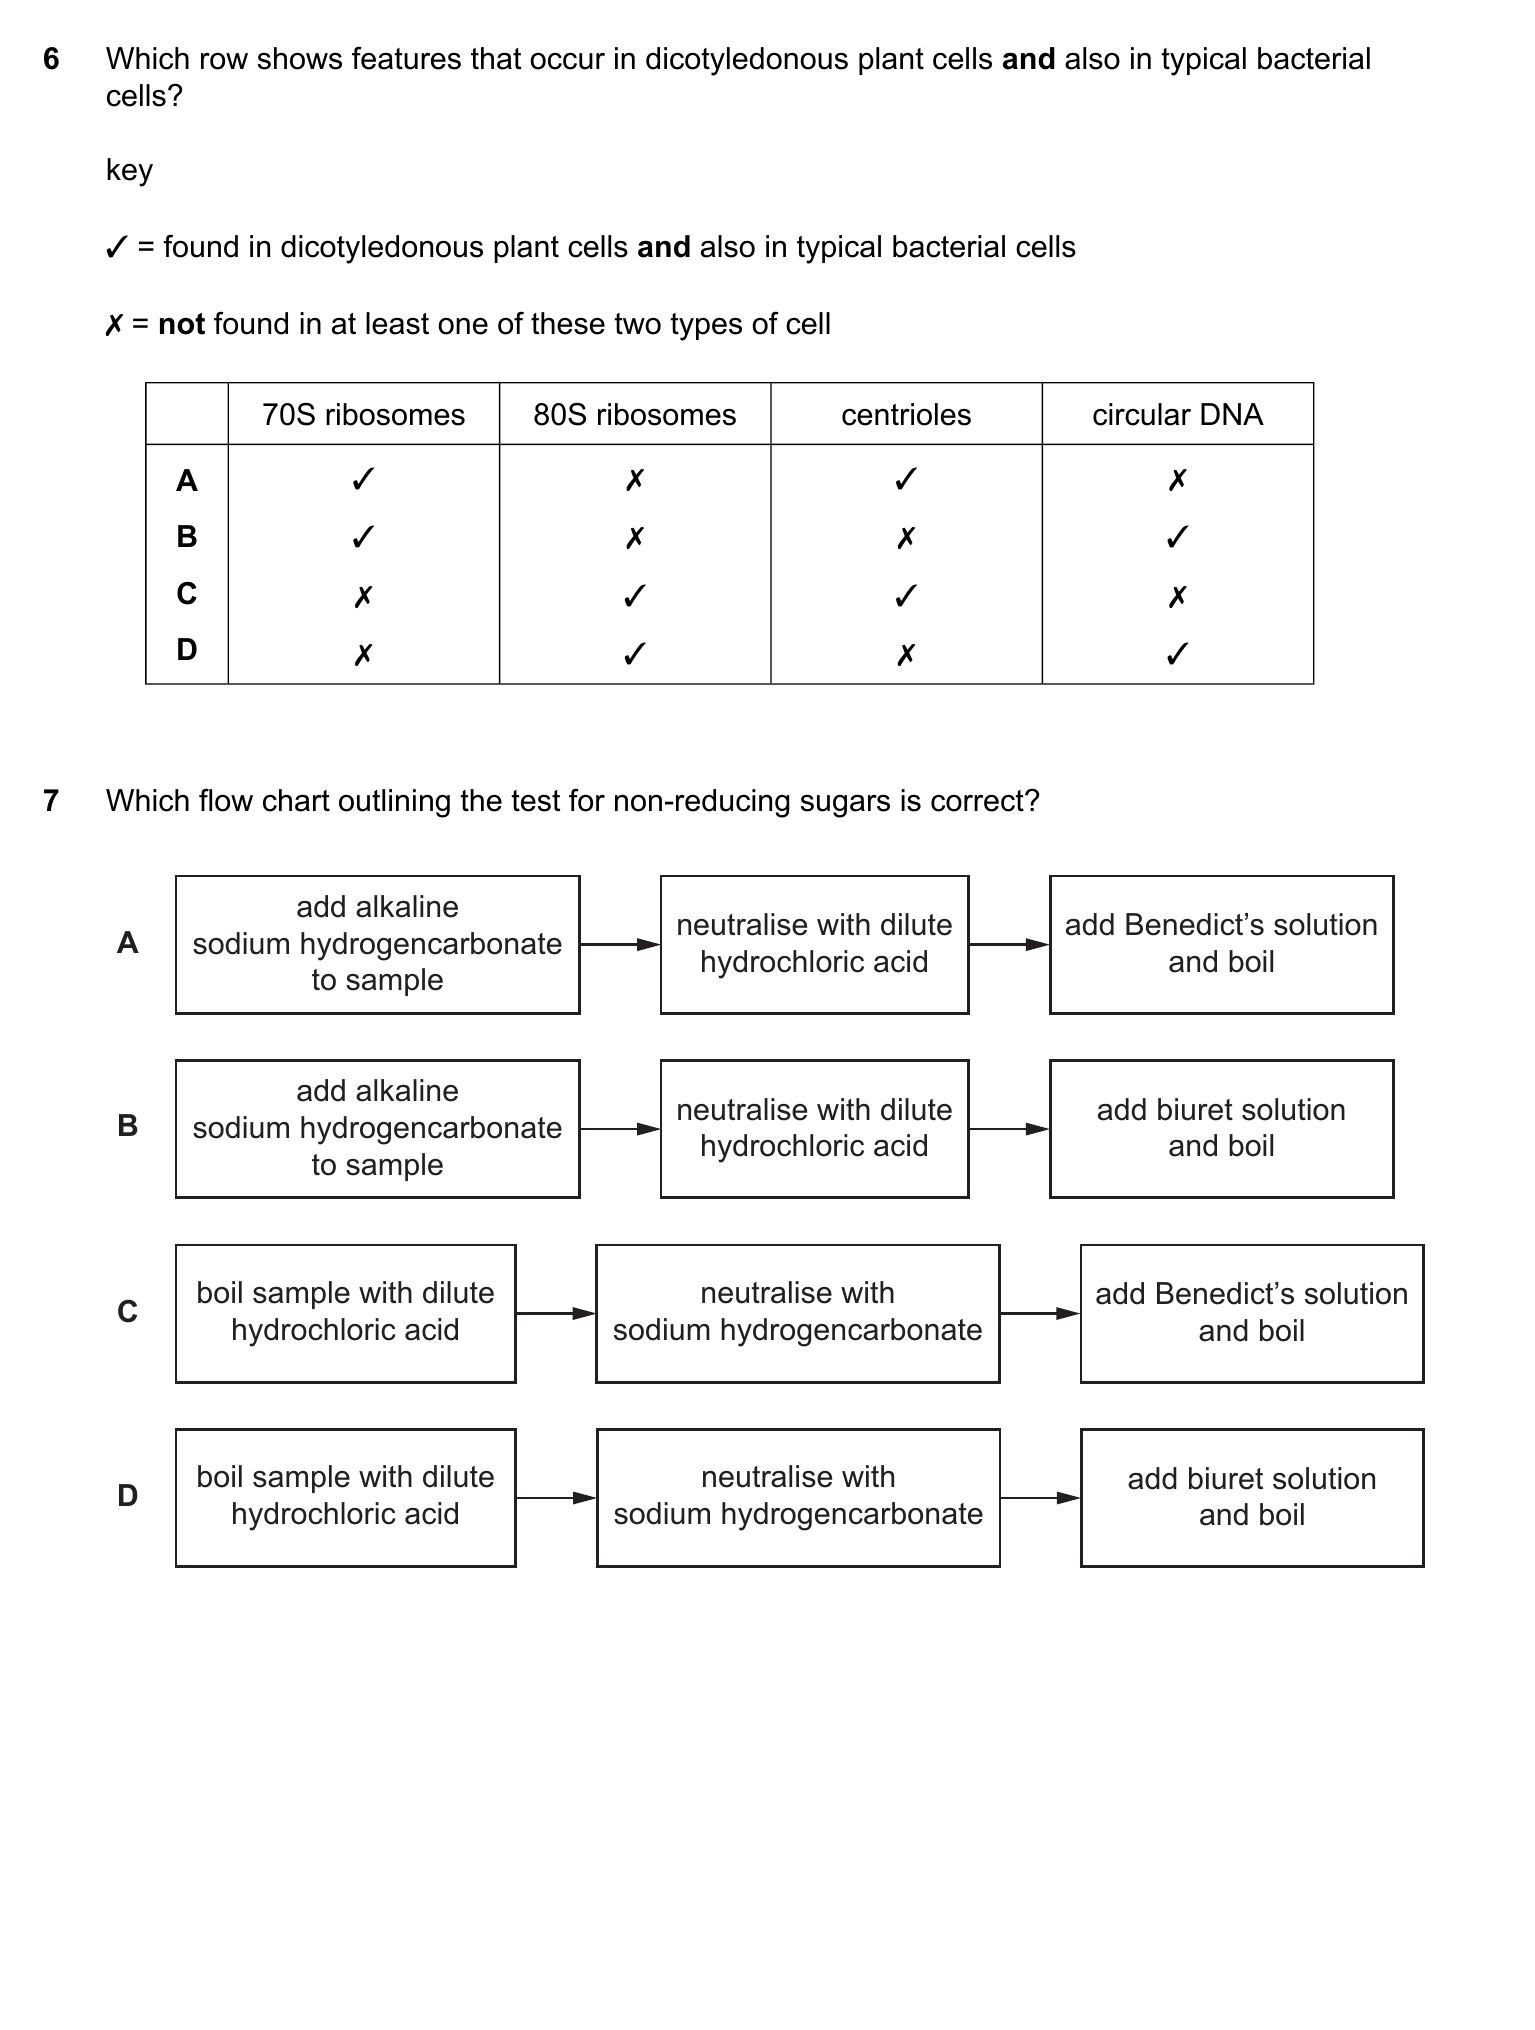 6 Which row shows features that occur in dicotyledonous plant cells and also in typical bacterial
cells?
key
✓ = found in dicotyledonous plant cells and also in typical bacterial cells
✗ = not found in at least one of these two types of cell
70S ribosomes 80S ribosomes centrioles circular DNA
A ✓ ✗ ✓ ✗
B ✓ ✗ ✗ ✓
C ✗ ✓ ✓ ✗
D ✗ ✓ ✗ ✓
7 Which flow chart outlining the test for non-reducing sugars is correct?
A
add alkaline
sodium hydrogencarbonate
to sample
neutralise with dilute
hydrochloric acid
add Benedict’s solution
and boil
B
add alkaline
sodium hydrogencarbonate
to sample
neutralise with dilute
hydrochloric acid
add biuret solution
and boil
C
boil sample with dilute
hydrochloric acid
neutralise with
sodium hydrogencarbonate
add Benedict’s solution
and boil
D
boil sample with dilute
hydrochloric acid
neutralise with
sodium hydrogencarbonate
add biuret solution
and boil